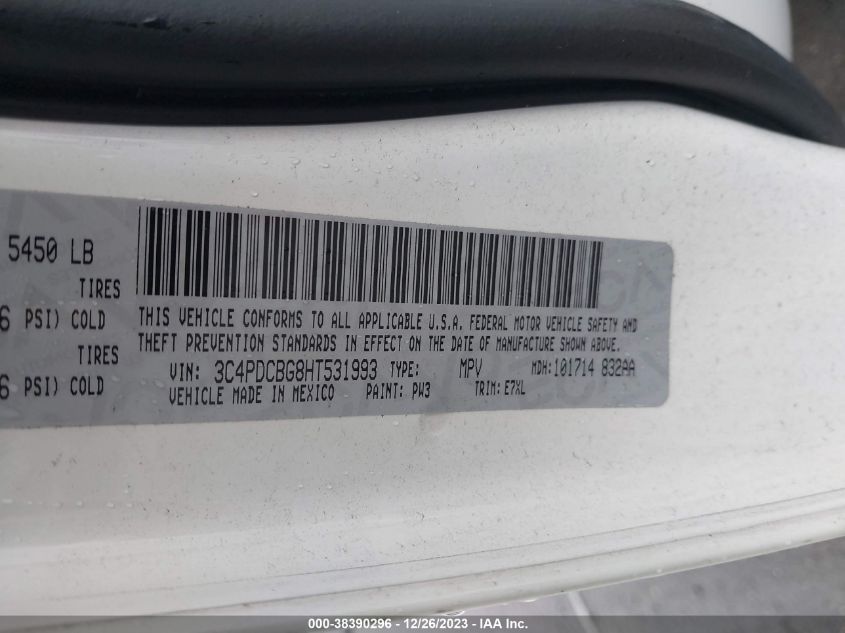 5450 LB
TIRES
6 PSI) COLD
TIRES
6 PSI) COLD
THIS VEHICLE CONFORMS TO ALL APPLICABLE U.S.A. FEDERAL MOTOR VEHICLE SAFETY AND
THEFT PREVENTION STANDARDS IN EFFECT ON THE DATE OF MANUFACTURE SHOWN ABOVE.
VIN: 3C4PDCBG8HT531993 TYPE: MPV MDH:101714 832AA
VEHICLE MADE IN MEXICO PAINT: PW3 TRIM: E7XL
000-38390296 - 12/26/2023 - IAA Inc.